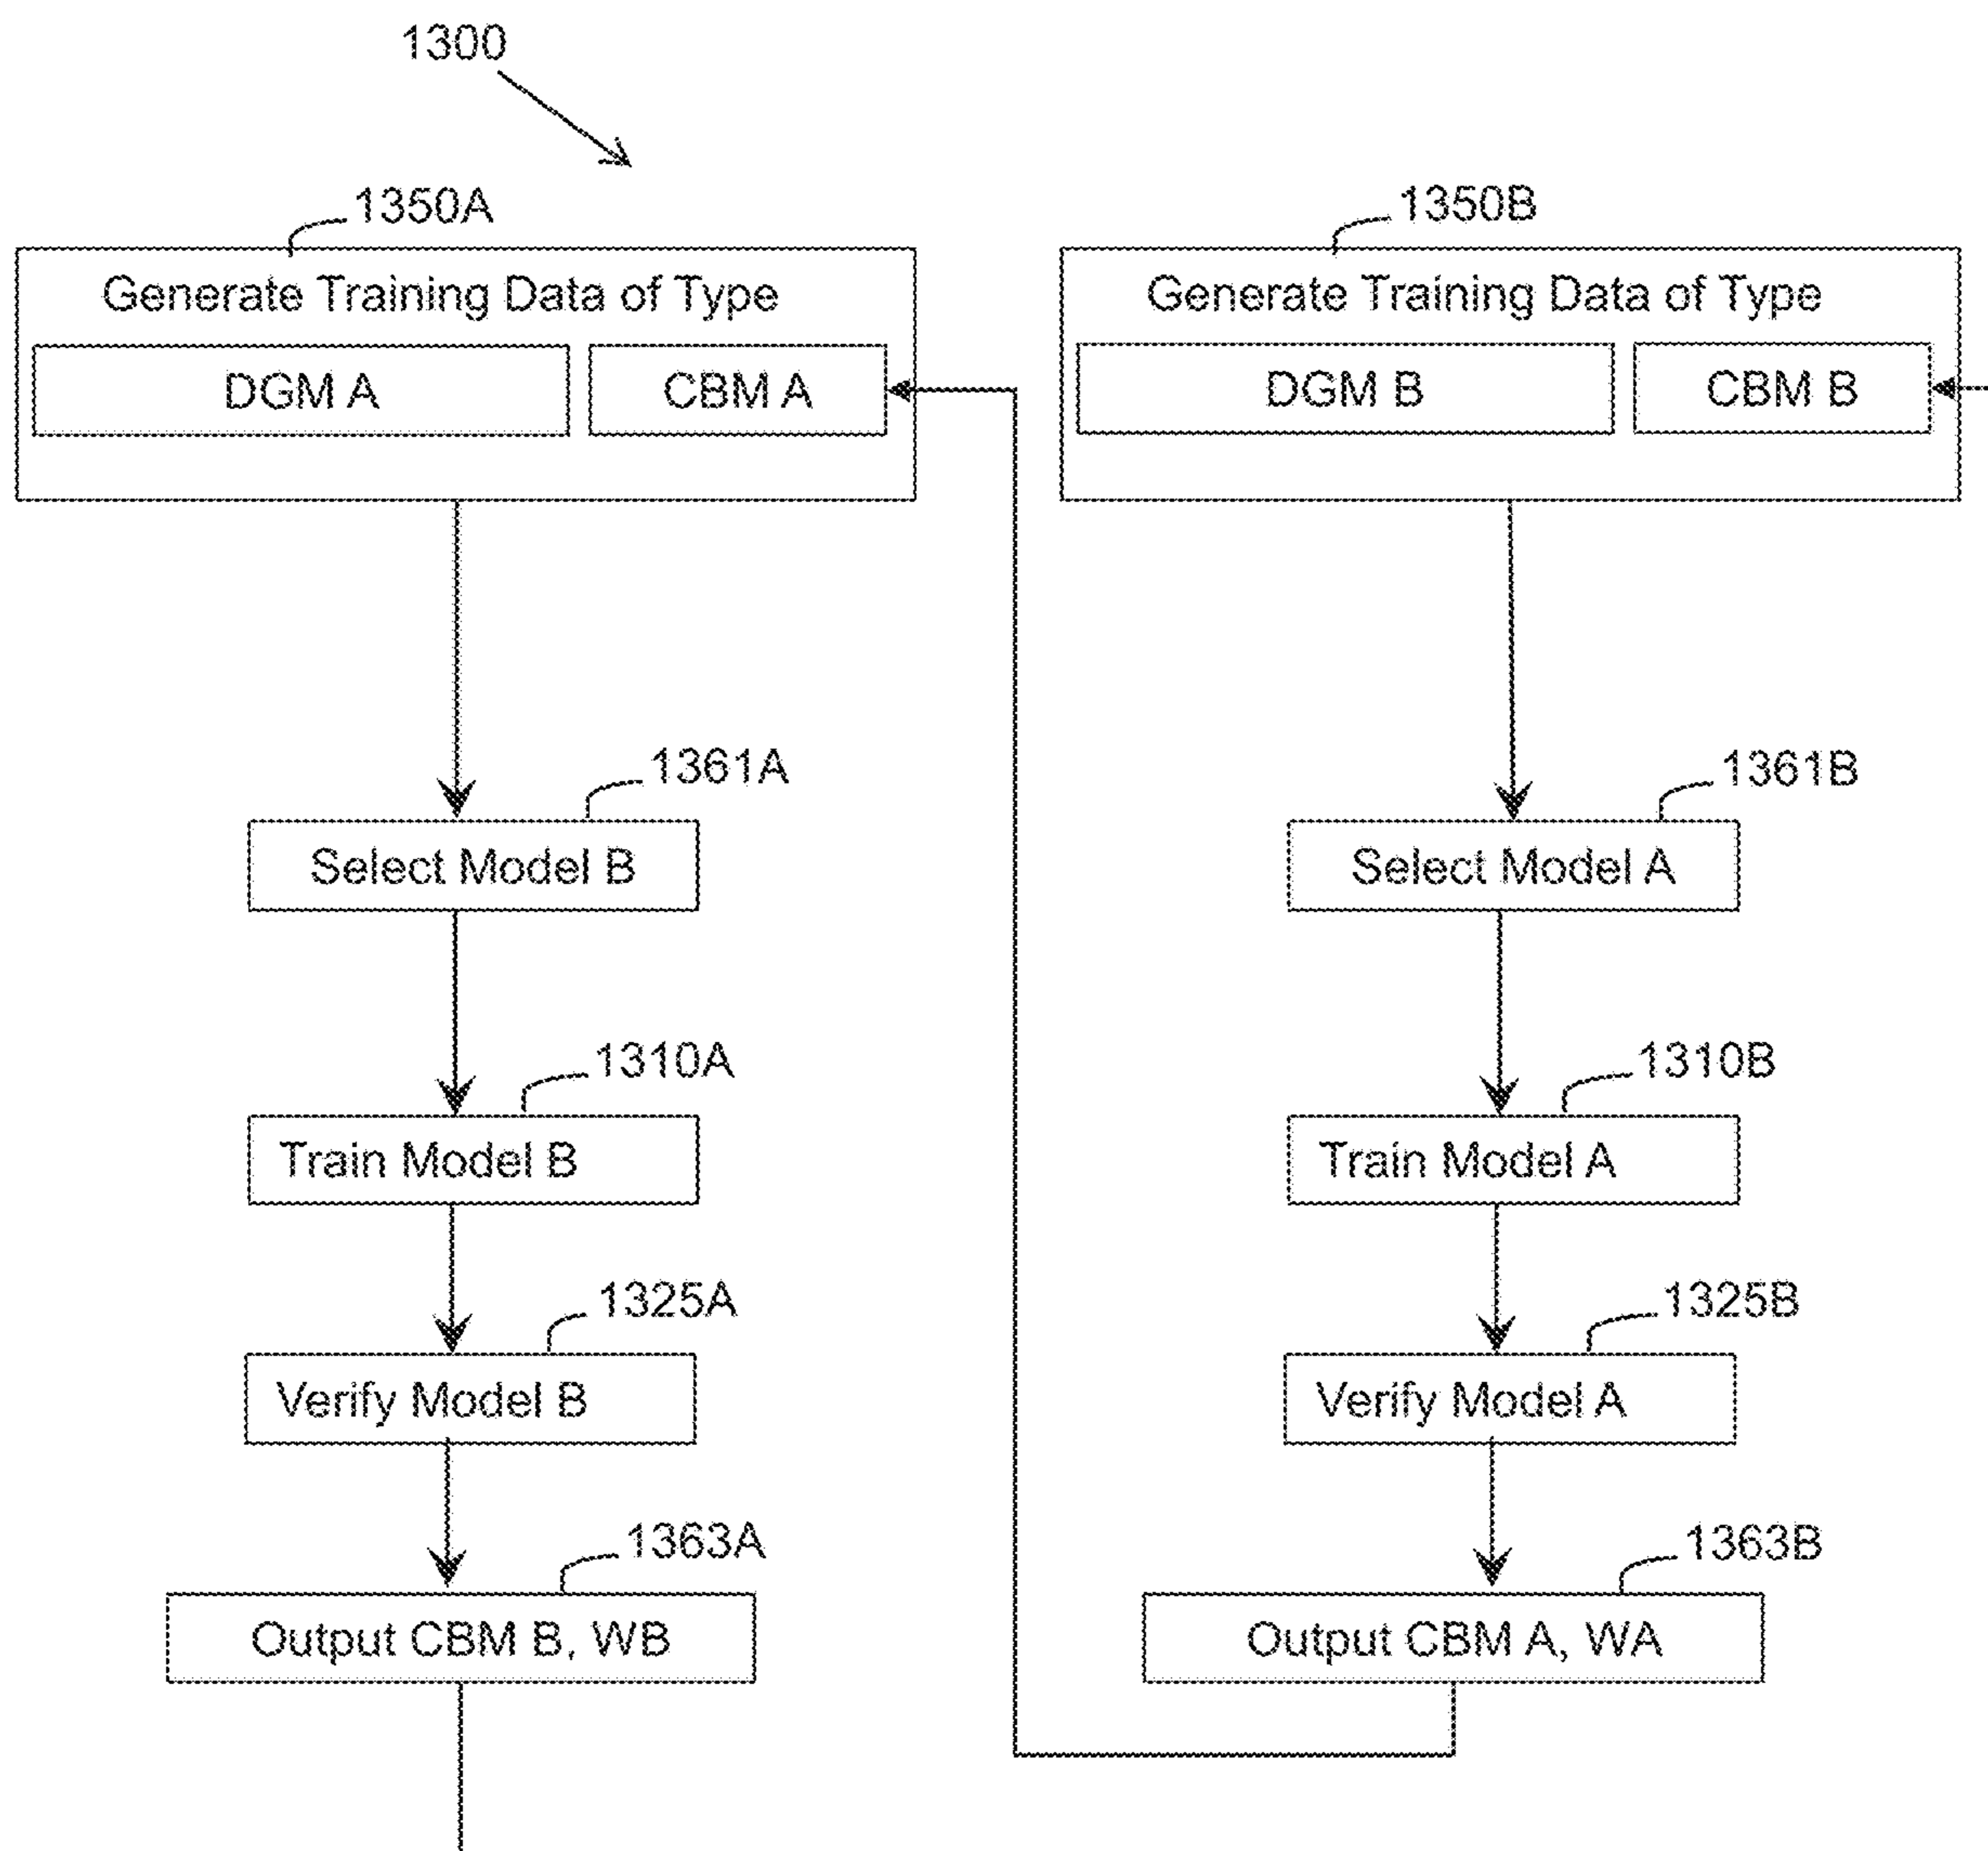 1300
1350A
Generate Training Data of Type
DGM A
CBM A
1361A
Select Model B
1310A
Train Model B
1325A
Verify Model B
1363A
Output CBM B, WB
1350B
Generate Training Data of Type
DGM B
CBM B
1361B
Select Model A
1310B
Train Model A
1325B
Verify Model A
1363B
Output CBM A, WA